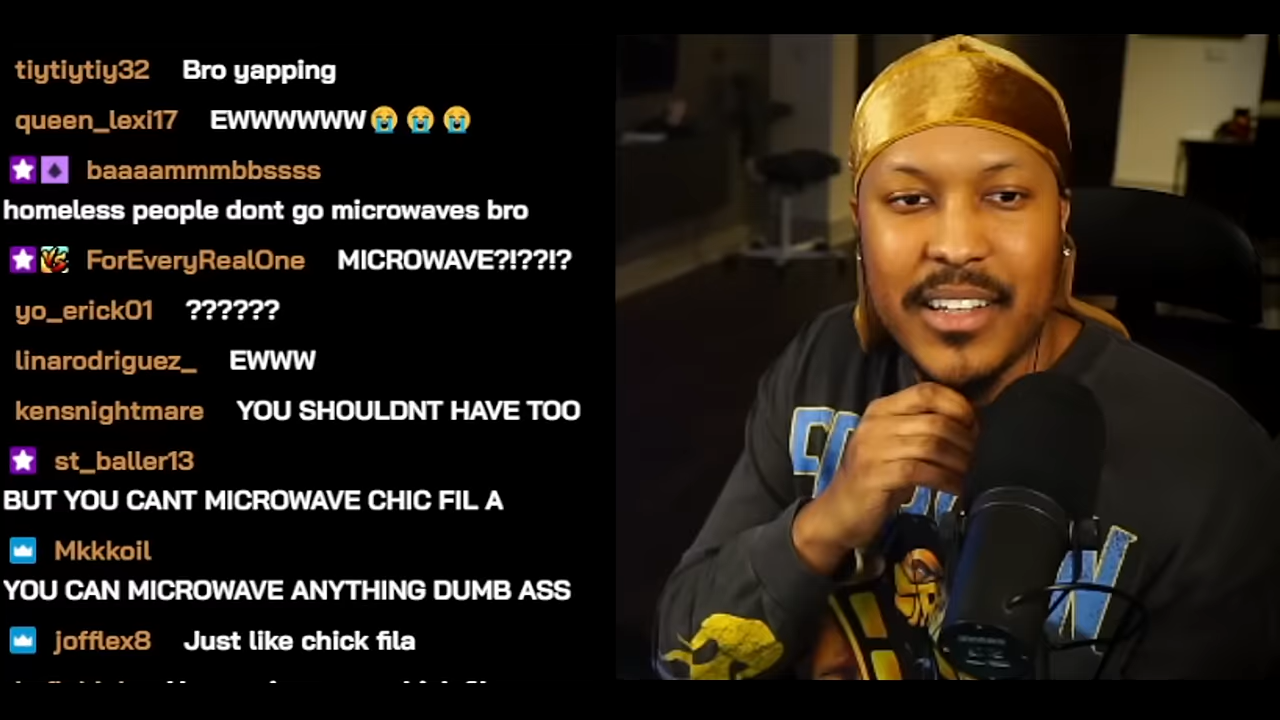 tiytiytiy32 Bro yapping
queen_lexi17 EWWWWWW😭 😭 😭
baaaammmbbssss
homeless people dont go microwaves bro
ForEveryRealOne MICROWAVE?!??!?
yo_erick01 ??????
linarodriguez_ EWWW
kensnightmare YOU SHOULDNT HAVE TOO
st_baller13
BUT YOU CANT MICROWAVE CHIC FIL A
Mkkkoil
YOU CAN MICROWAVE ANYTHING DUMB ASS
jofflex8 Just like chick fila